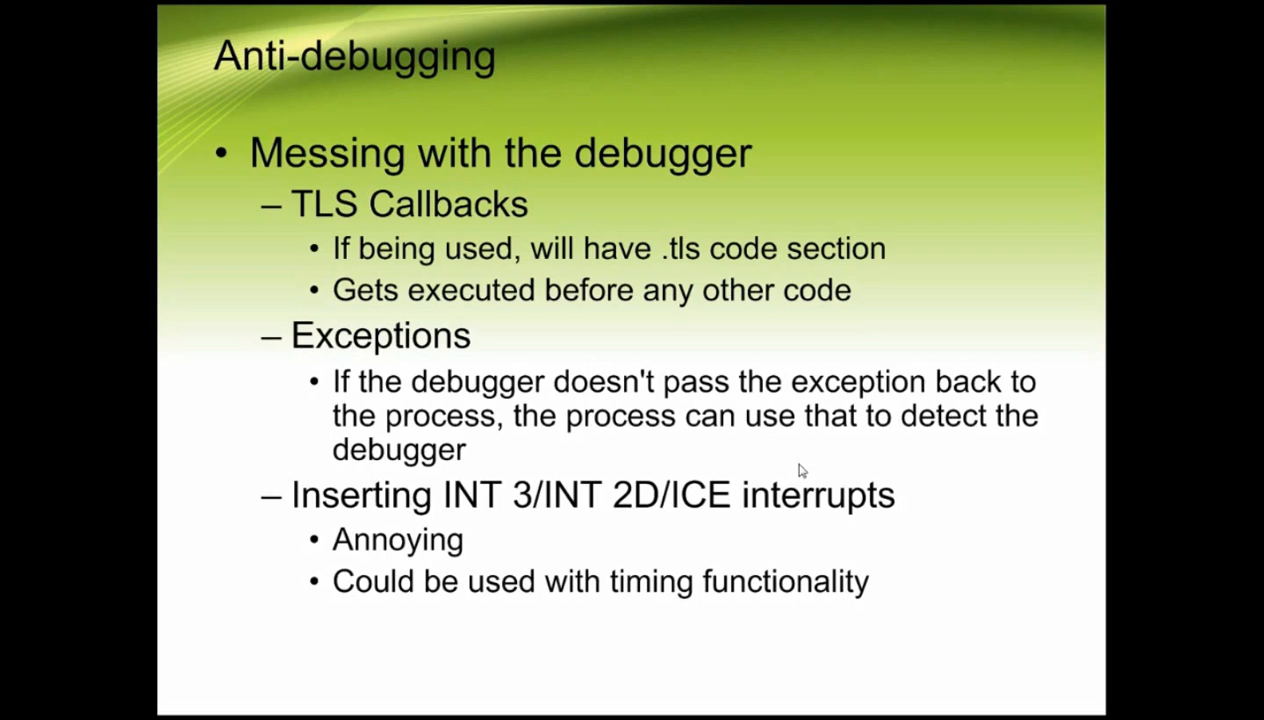 Anti-debugging
• Messing with the debugger
– TLS Callbacks
• If being used, will have .tls code section
• Gets executed before any other code
– Exceptions
• If the debugger doesn't pass the exception back to
the process, the process can use that to detect the
debugger
– Inserting INT 3/INT 2D/ICE interrupts
• Annoying
• Could be used with timing functionality